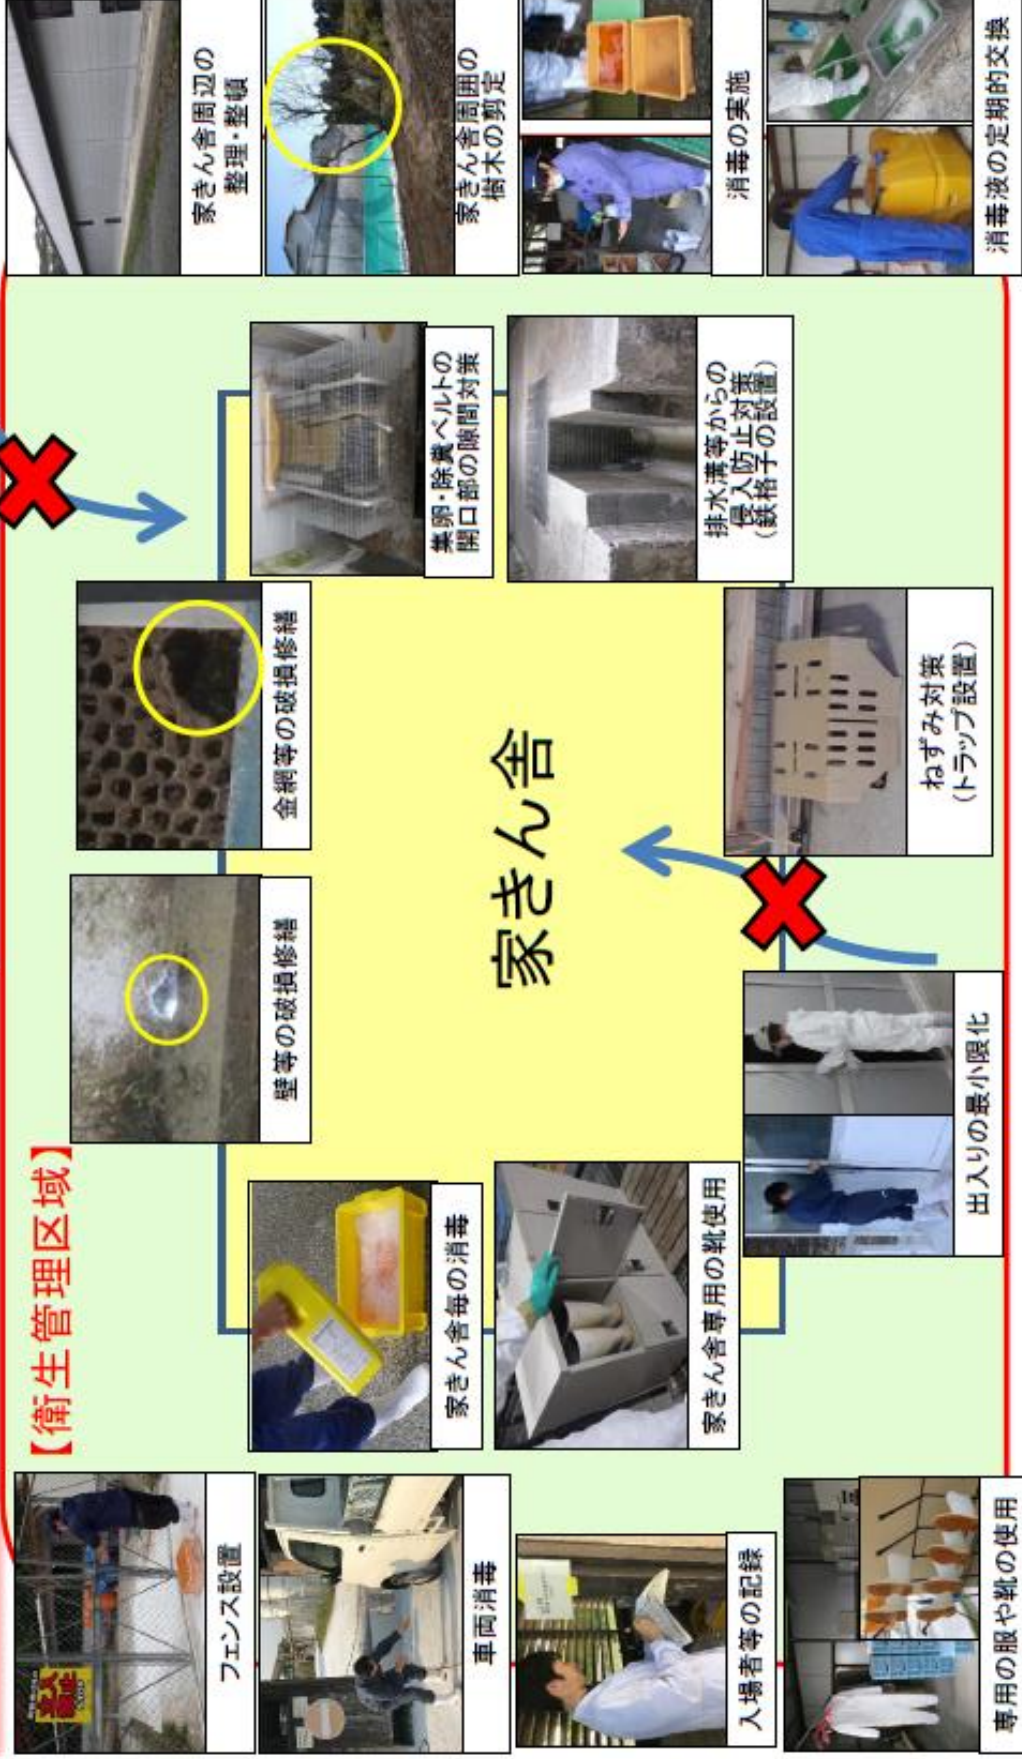 【衛生管理区域】
立入
禁止
フェンス設置
壁等の破損修繕
金網等の破損修繕
家きん舎周辺の
整理・整頓
車両消毒
家きん舎毎の消毒
集卵・除糞ベルトの
開口部の隙間対策
家きん舎周囲の
樹木の剪定
家きん舎
入場者等の記録
家きん舎専用の靴使用
排水溝等からの
侵入防止対策
(鉄格子の設置)
消毒の実施
専用の服や靴の使用
出入りの最小限化
ねずみ対策
(トラップ設置)
消毒液の定期的交換